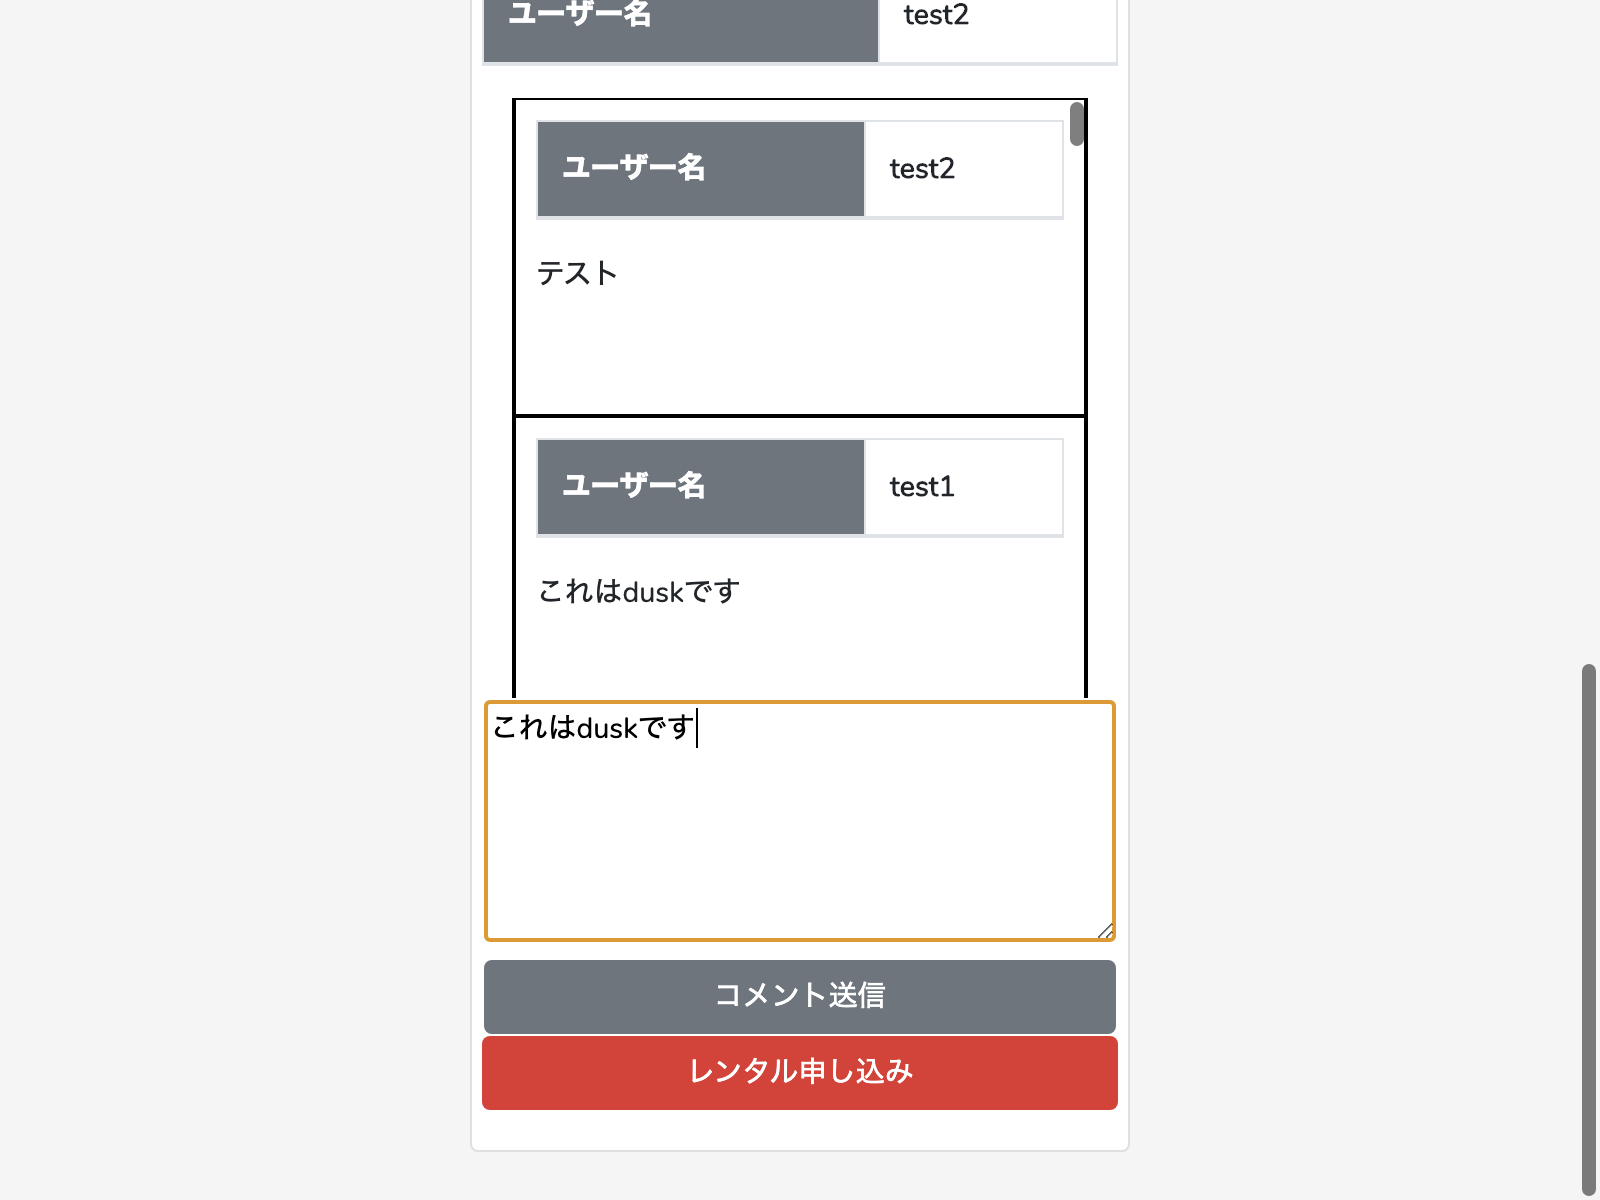 ユーザー名 test2
ユーザー名 test2
テスト
ユーザー名 test1
これはduskです
これはduskです
コメント送信
レンタル申し込み